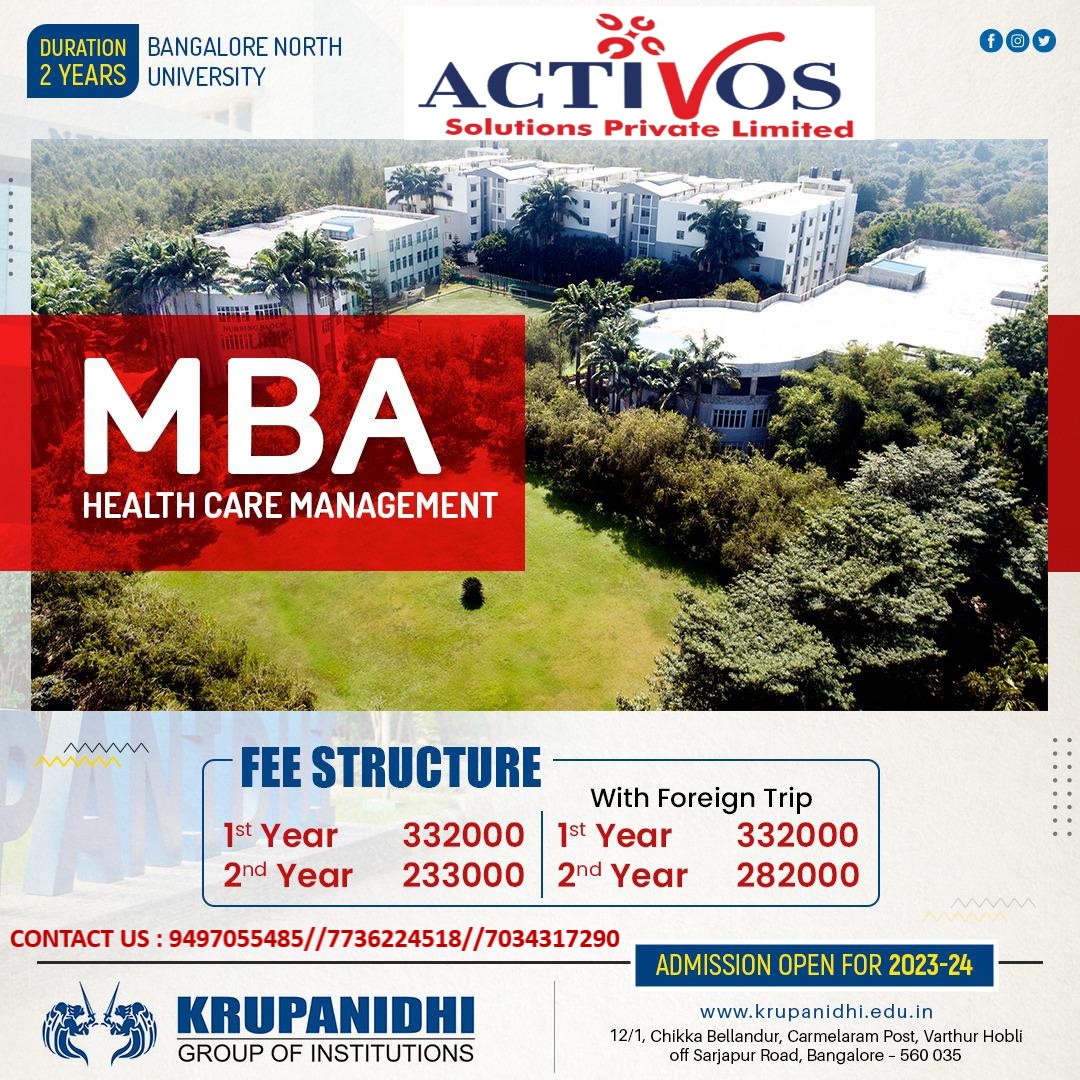 DURATION
2 YEARS
BANGALORE NORTH
UNIVERSITY
ACTIVOS
Solutions Private Limited
NURSING BLOCK
MBA
HEALTH CARE MANAGEMENT
FEE STRUCTURE
1st Year 332000
2nd Year 233000
With Foreign Trip
1st Year 332000
2nd Year 282000
CONTACT US : 9497055485//7736224518//7034317290
ADMISSION OPEN FOR 2023-24
KRUPANIDHI
GROUP OF INSTITUTIONS
www.krupanidhi.edu.in
12/1, Chikka Bellandur, Carmelaram Post, Varthur Hobli
off Sarjapur Road, Bangalore – 560 035